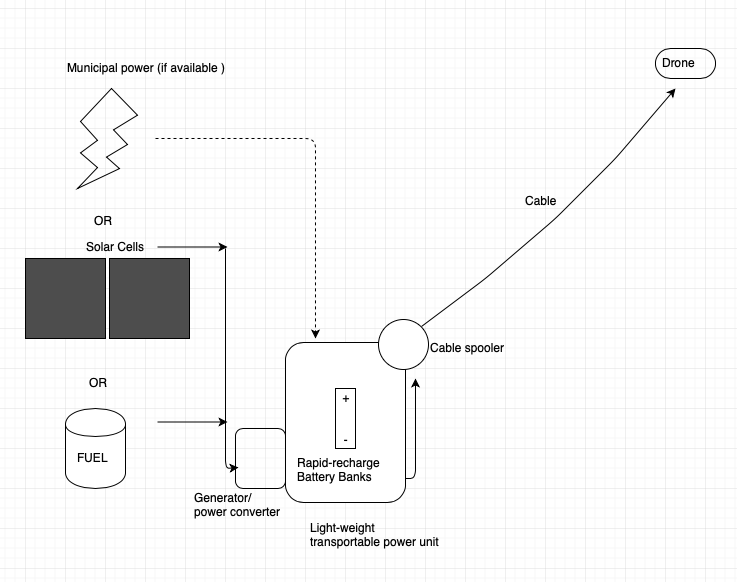 Municipal power (if available )
Drone
Cable
OR
Solar Cells
Cable spooler
OR
+
FUEL
-
Rapid-recharge
Battery Banks
Generator/
power converter
Light-weight
transportable power unit